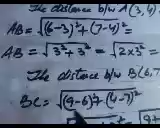 The distance b/w A(3,4)
AB = √(6-3)²+(7-4)² =
AB = √3²+3² = √2x3² =
The distance b/w B(6,7
BC = √(9-6)²+(4-7)² =